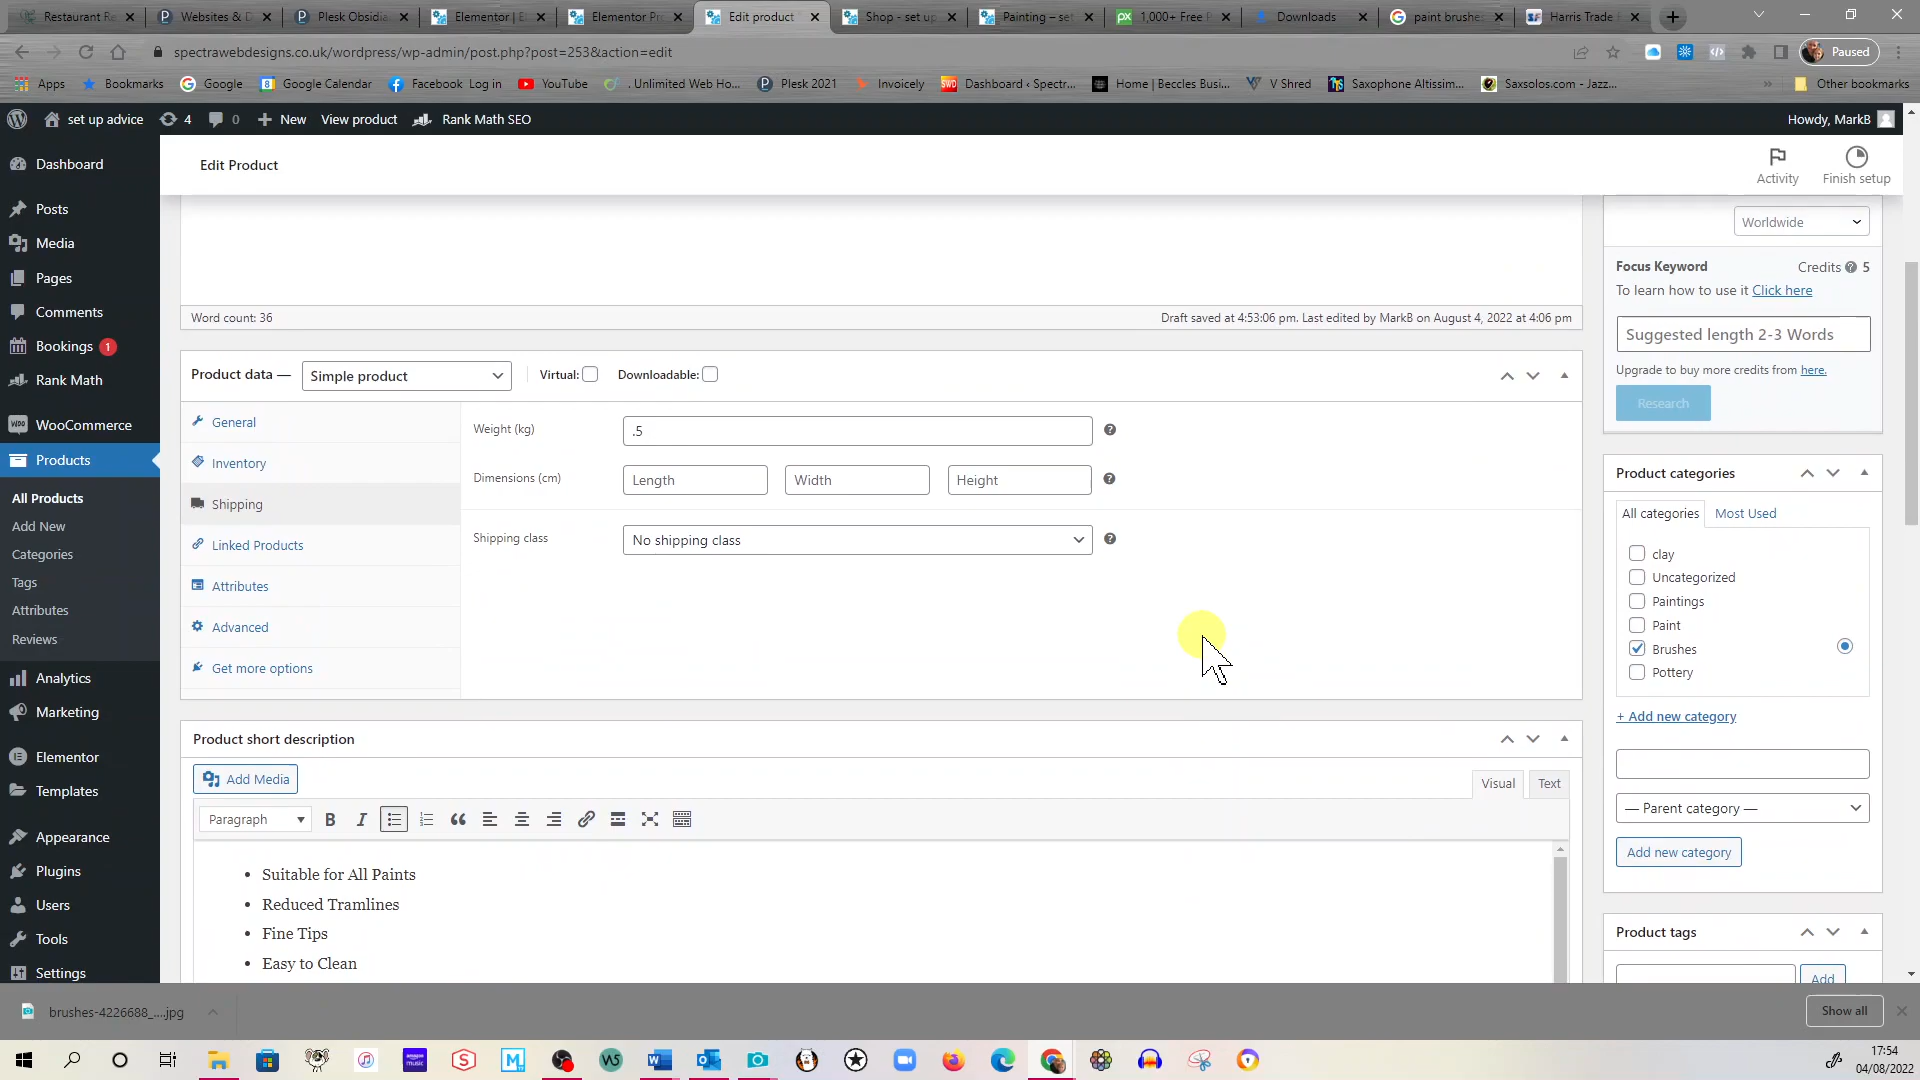 Restaurant Re
Websites & D
Plesk Obsidia
Elementor | E
Elementor Pr
Edit product
Shop - set up
Painting – set
1,000+ Free P
Downloads
paint brushe
Harris Trade F
spectrawebdesigns.co.uk/wordpress/wp-admin/post.php?post=253&action=edit
Paused
Apps
Bookmarks
Google
Google Calendar
Facebook Log in
YouTube
. Unlimited Web Ho...
Plesk 2021
Invoicely
Dashboard ‹ Spectr...
Home | Beccles Busi...
V Shred
Saxophone Altissim...
Saxsolos.com - Jazz...
»
Other bookmarks
set up advice
4
0
New
View product
Rank Math SEO
Howdy, MarkB
Dashboard
Posts
Media
Pages
Comments
Bookings 1
Rank Math
WooCommerce
Products
All Products
Add New
Categories
Tags
Attributes
Reviews
Analytics
Marketing
Elementor
Templates
Appearance
Plugins
Users
Tools
Settings
Edit Product
Activity
Finish setup
Word count: 36
Draft saved at 4:53:06 pm. Last edited by MarkB on August 4, 2022 at 4:06 pm
Product data —
Simple product
Virtual:
Downloadable:
General
Inventory
Shipping
Linked Products
Attributes
Advanced
Get more options
Weight (kg)
.5
Dimensions (cm)
Length
Width
Height
Shipping class
No shipping class
Product short description
Add Media
Visual
Text
Paragraph
B
I
• Suitable for All Paints
• Reduced Tramlines
• Fine Tips
• Easy to Clean
Worldwide
Focus Keyword
Credits 5
To learn how to use it Click here
Suggested length 2-3 Words
Upgrade to buy more credits from here.
Research
Product categories
All categories
Most Used
clay
Uncategorized
Paintings
Paint
Brushes
Pottery
+ Add new category
— Parent category —
Add new category
Product tags
Add
brushes-4226688_....jpg
Show all
17:54
04/08/2022